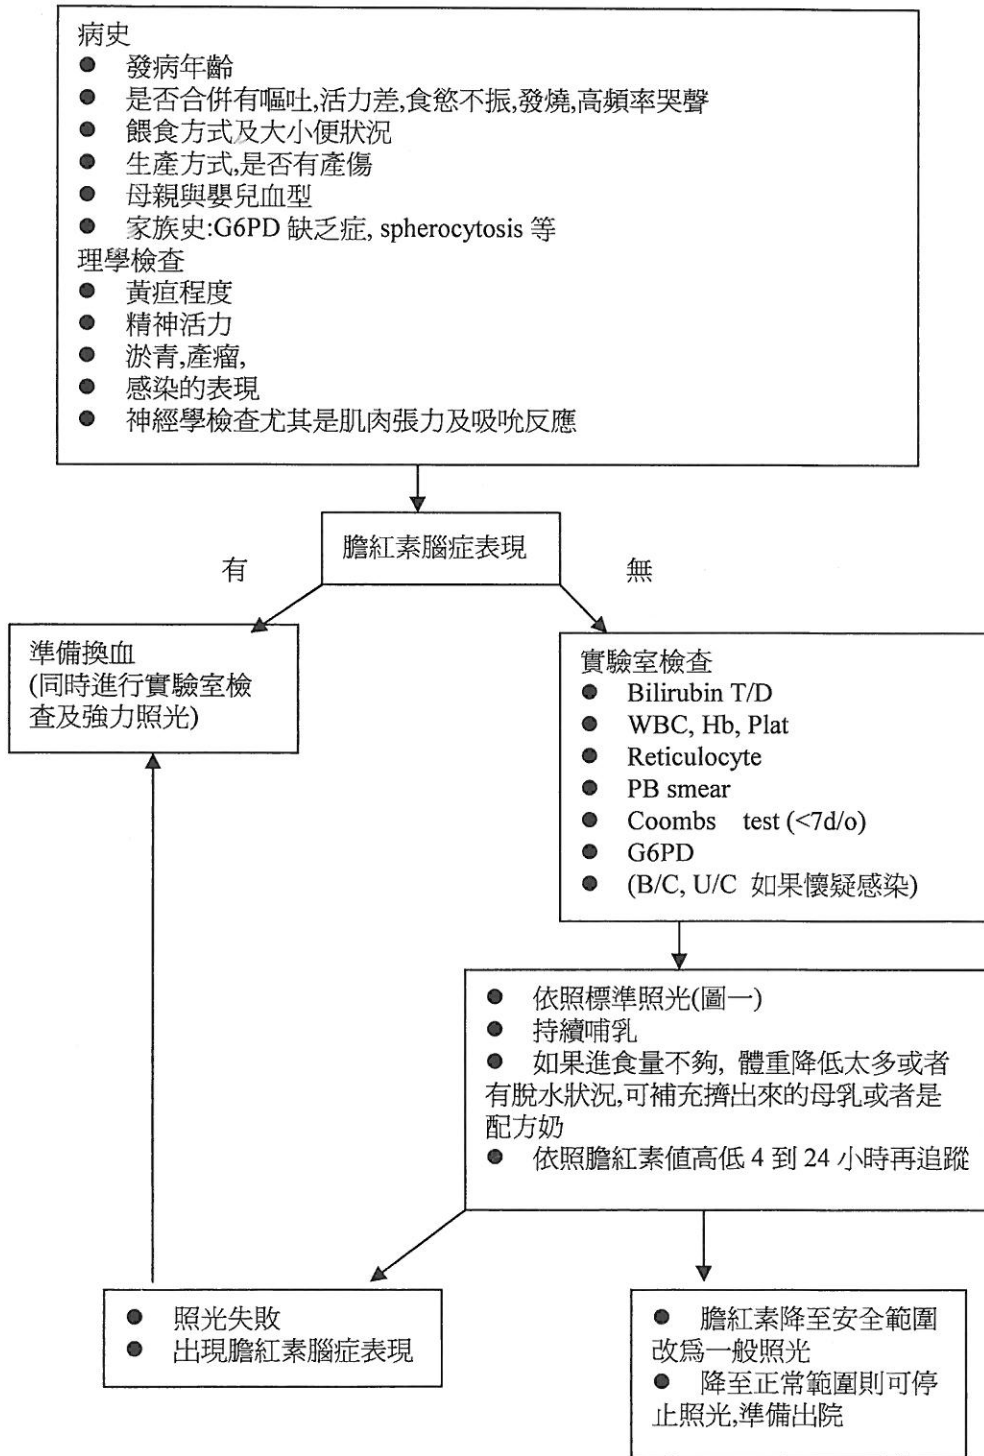 病史
● 發病年齡
● 是否合併有嘔吐,活力差,食慾不振,發燒,高頻率哭聲
● 餵食方式及大小便狀況
● 生產方式,是否有產傷
● 母親與嬰兒血型
● 家族史:G6PD 缺乏症, spherocytosis 等
理學檢查
● 黃疸程度
● 精神活力
● 淤青,產瘤,
● 感染的表現
● 神經學檢查尤其是肌肉張力及吸吮反應
膽紅素腦症表現
有
無
準備換血
(同時進行實驗室檢
查及強力照光)
實驗室檢查
● Bilirubin T/D
● WBC, Hb, Plat
● Reticulocyte
● PB smear
● Coombs test (<7d/o)
● G6PD
● (B/C, U/C 如果懷疑感染)
● 依照標準照光(圖一)
● 持續哺乳
● 如果進食量不夠, 體重降低太多或者
有脫水狀況,可補充擠出來的母乳或者是
配方奶
● 依照膽紅素值高低 4 到 24 小時再追蹤
● 照光失敗
● 出現膽紅素腦症表現
● 膽紅素降至安全範圍
改為一般照光
● 降至正常範圍則可停
止照光,準備出院